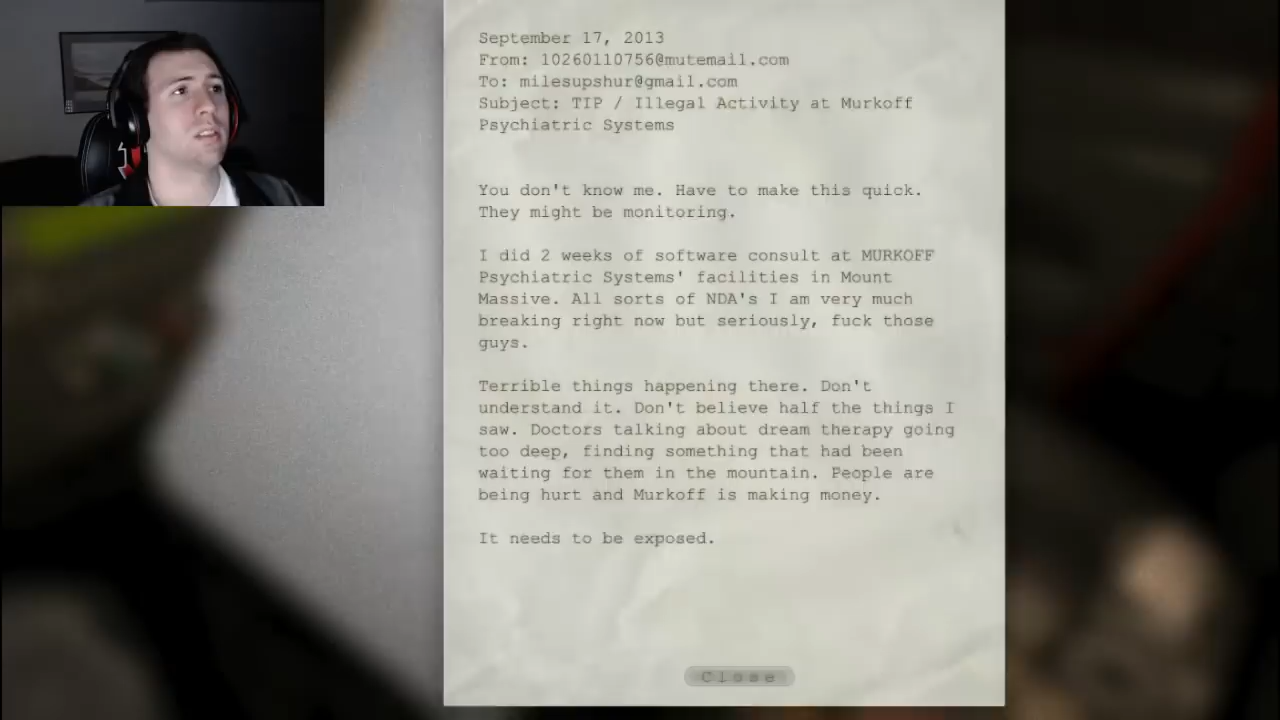 September 17, 2013
From: 10260110756@mutemail.com
To: milesupshur@gmail.com
Subject: TIP / Illegal Activity at Murkoff
Psychiatric Systems
You don't know me. Have to make this quick.
They might be monitoring.
I did 2 weeks of software consult at MURKOFF
Psychiatric Systems' facilities in Mount
Massive. All sorts of NDA's I am very much
breaking right now but seriously, fuck those
guys.
Terrible things happening there. Don't
understand it. Don't believe half the things I
saw. Doctors talking about dream therapy going
too deep, finding something that had been
waiting for them in the mountain. People are
being hurt and Murkoff is making money.
It needs to be exposed.
Close